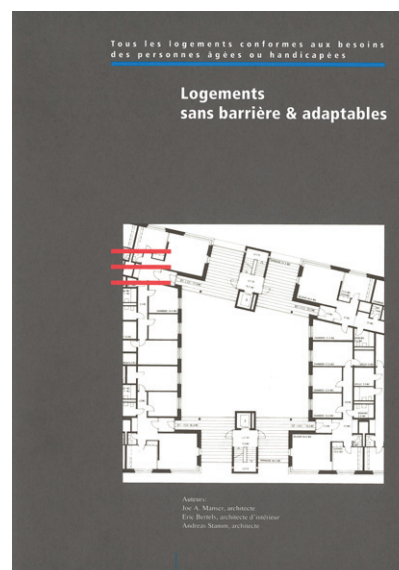 Tous les logements conformes aux besoins
des personnes âgées ou handicapées
Logements
sans barrière & adaptables
Auteurs:
Joe A. Manser, architecte
Eric Bertels, architecte d'intérieur
Andreas Stamm, architecte